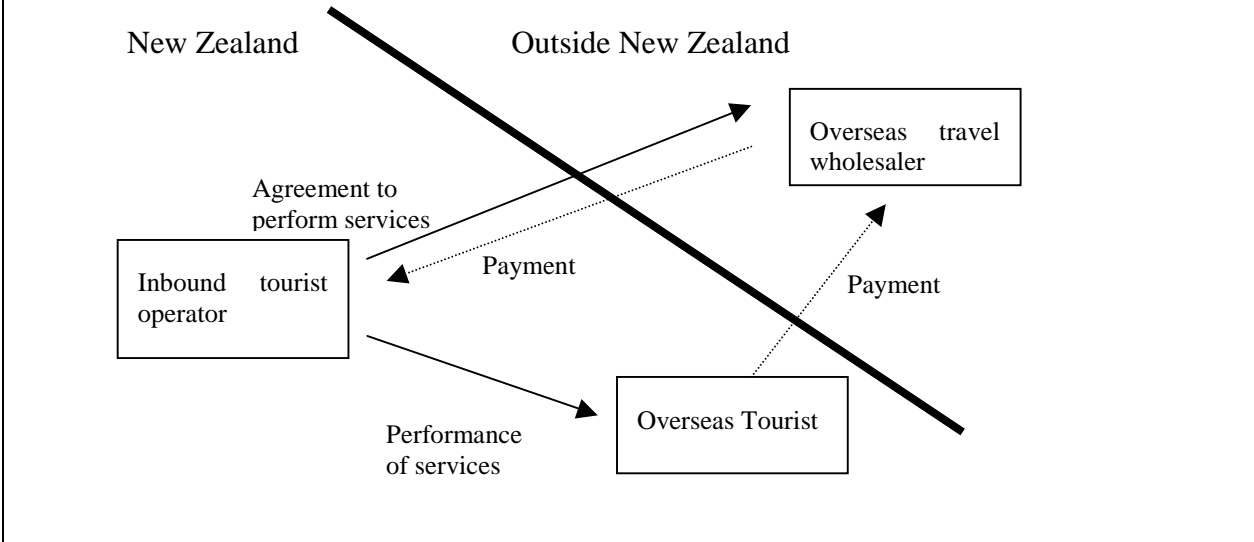 New Zealand
Outside New Zealand
Overseas travel
wholesaler
Agreement to
perform services
Inbound tourist
operator
Payment
Payment
Overseas Tourist
Performance
of services